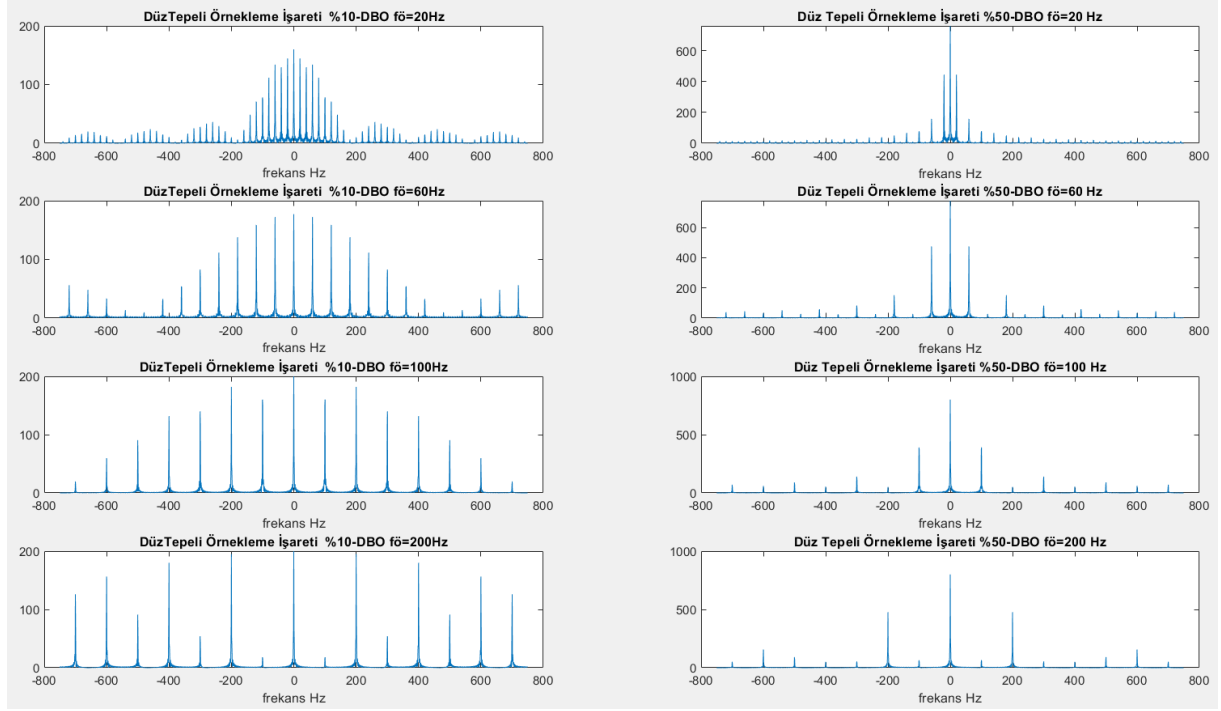 DüzTepeli Örnekleme İşareti %10-DBO fö=20Hz
200
100
0
-800 -600 -400 -200 0 200 400 600 800
frekans Hz
Düz Tepeli Örnekleme İşareti %50-DBO fö=20 Hz
600
400
200
0
-800 -600 -400 -200 0 200 400 600 800
frekans Hz
DüzTepeli Örnekleme İşareti %10-DBO fö=60Hz
200
100
0
-800 -600 -400 -200 0 200 400 600 800
frekans Hz
Düz Tepeli Örnekleme İşareti %50-DBO fö=60 Hz
600
400
200
0
-800 -600 -400 -200 0 200 400 600 800
frekans Hz
DüzTepeli Örnekleme İşareti %10-DBO fö=100Hz
200
100
0
-800 -600 -400 -200 0 200 400 600 800
frekans Hz
Düz Tepeli Örnekleme İşareti %50-DBO fö=100 Hz
1000
500
0
-800 -600 -400 -200 0 200 400 600 800
frekans Hz
DüzTepeli Örnekleme İşareti %10-DBO fö=200Hz
200
100
0
-800 -600 -400 -200 0 200 400 600 800
frekans Hz
Düz Tepeli Örnekleme İşareti %50-DBO fö=200 Hz
1000
500
0
-800 -600 -400 -200 0 200 400 600 800
frekans Hz